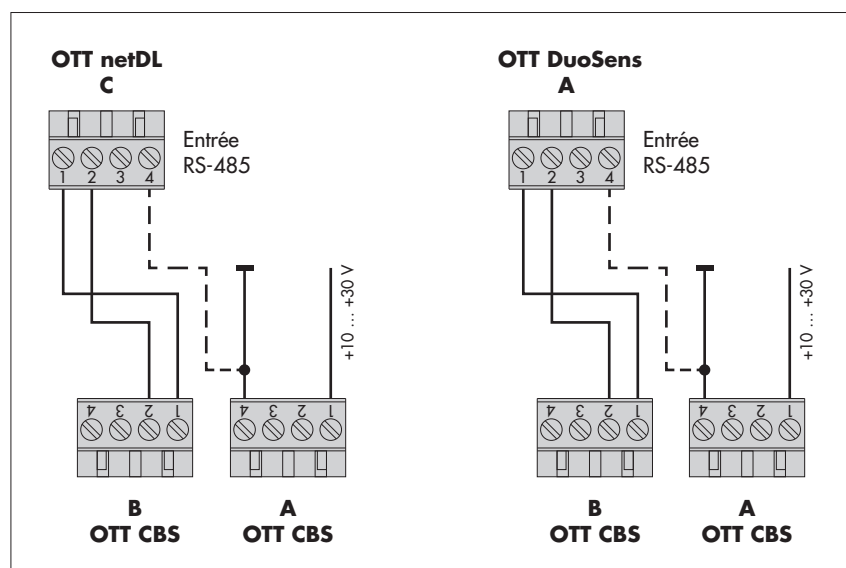 OTT netDL
C
Entrée
RS-485
1 2 3 4
+10 ... +30 V
4 3 2 1
4 3 2 1
B
OTT CBS
A
OTT CBS
OTT DuoSens
A
Entrée
RS-485
1 2 3 4
+10 ... +30 V
4 3 2 1
4 3 2 1
B
OTT CBS
A
OTT CBS